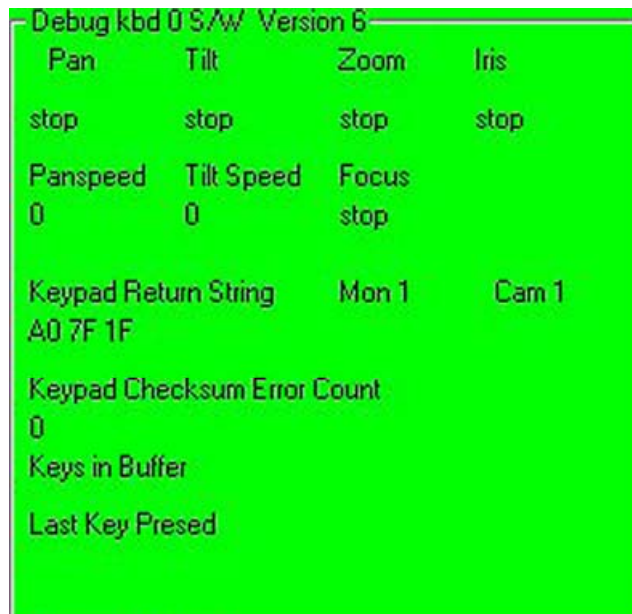 Debug kbd 0 S/W Version 6
Pan Tilt Zoom Iris
stop stop stop stop
Panspeed Tilt Speed Focus
0 0 stop
Keypad Return String Mon 1 Cam 1
A0 7F 1F
Keypad Checksum Error Count
0
Keys in Buffer
Last Key Presed